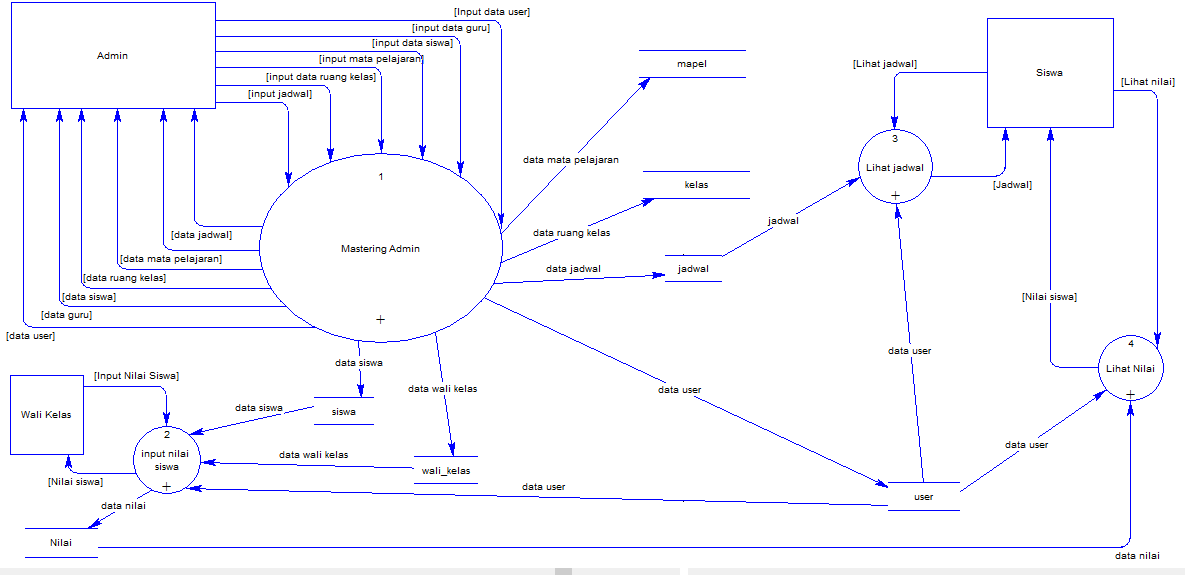 [Input data user]
[input data guru]
[input data siswa]
[input mata pelajaran]
[input data ruang kelas]
[input jadwal]
Admin
mapel
[Lihat jadwal]
Siswa
[Lihat nilai]
3
Lihat jadwal
+
[Jadwal]
data mata pelajaran
1
Mastering Admin
+
kelas
data ruang kelas
jadwal
data jadwal
jadwal
[data jadwal]
[data mata pelajaran]
[data ruang kelas]
[data siswa]
[data guru]
[data user]
[Nilai siswa]
4
Lihat Nilai
+
data user
data siswa
data wali kelas
data user
[Input Nilai Siswa]
Wali Kelas
data siswa
siswa
2
input nilai
siswa
+
data wali kelas
wali_kelas
data user
[Nilai siswa]
data user
user
data nilai
Nilai
data nilai